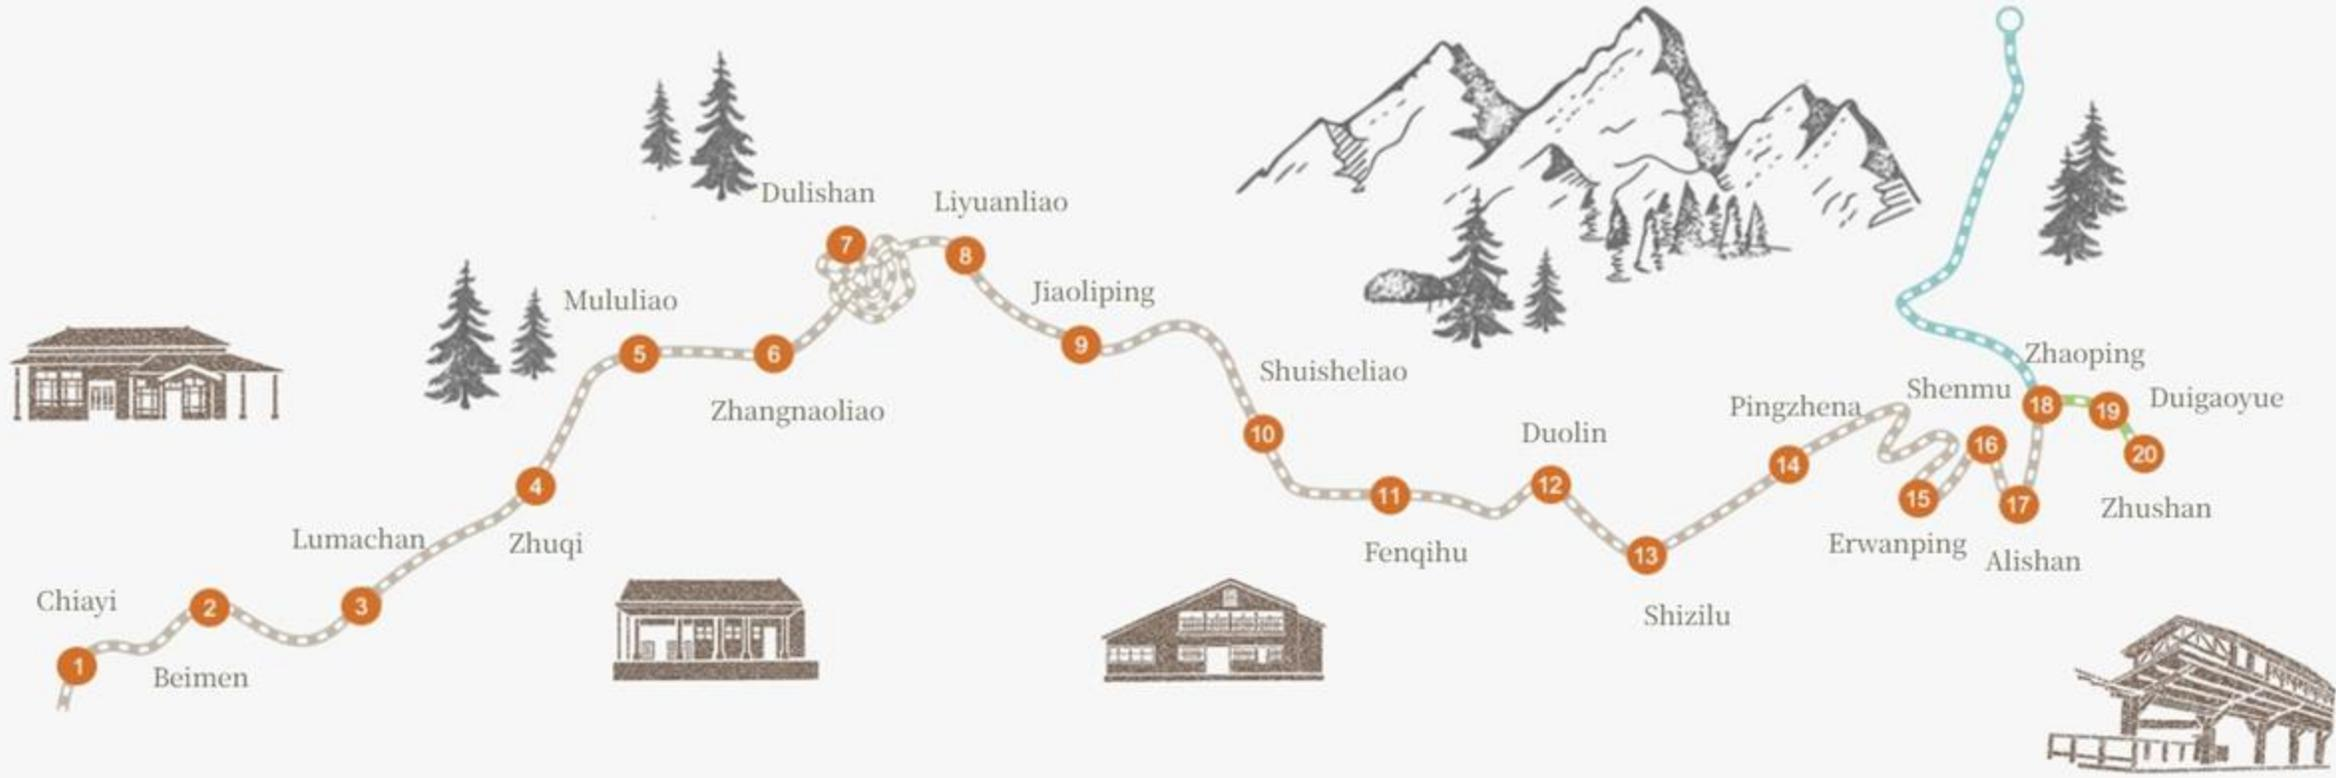 Chiayi
1
Beimen
2
Lumachan
3
Zhuqi
4
Mululiao
5
Zhangnaoliao
6
Dulishan
7
Liyuanliao
8
Jiaoliping
9
Shuisheliao
10
Fenqihu
11
Duolin
12
Shizilu
13
Pingzhena
14
Erwanping
15
Shenmu
16
Alishan
17
Zhaoping
18
Duigaoyue
19
Zhushan
20